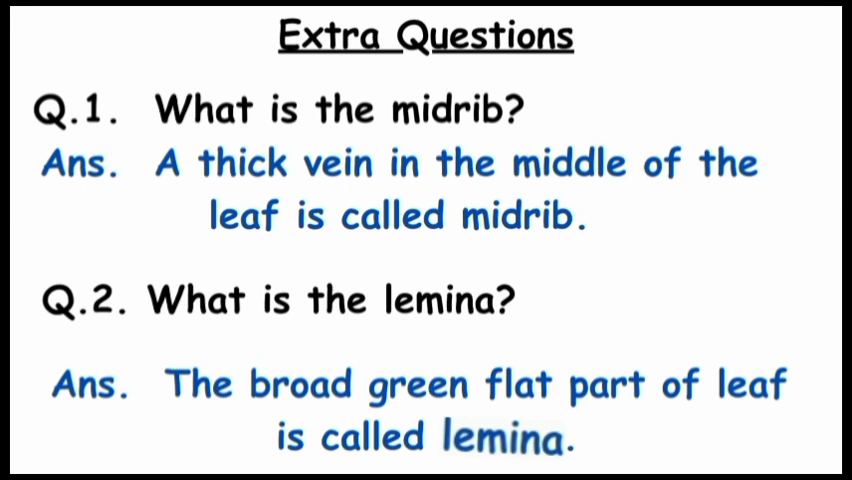 Extra Questions
Q.1. What is the midrib?
Ans. A thick vein in the middle of the
leaf is called midrib.
Q.2. What is the lemina?
Ans. The broad green flat part of leaf
is called lemina.